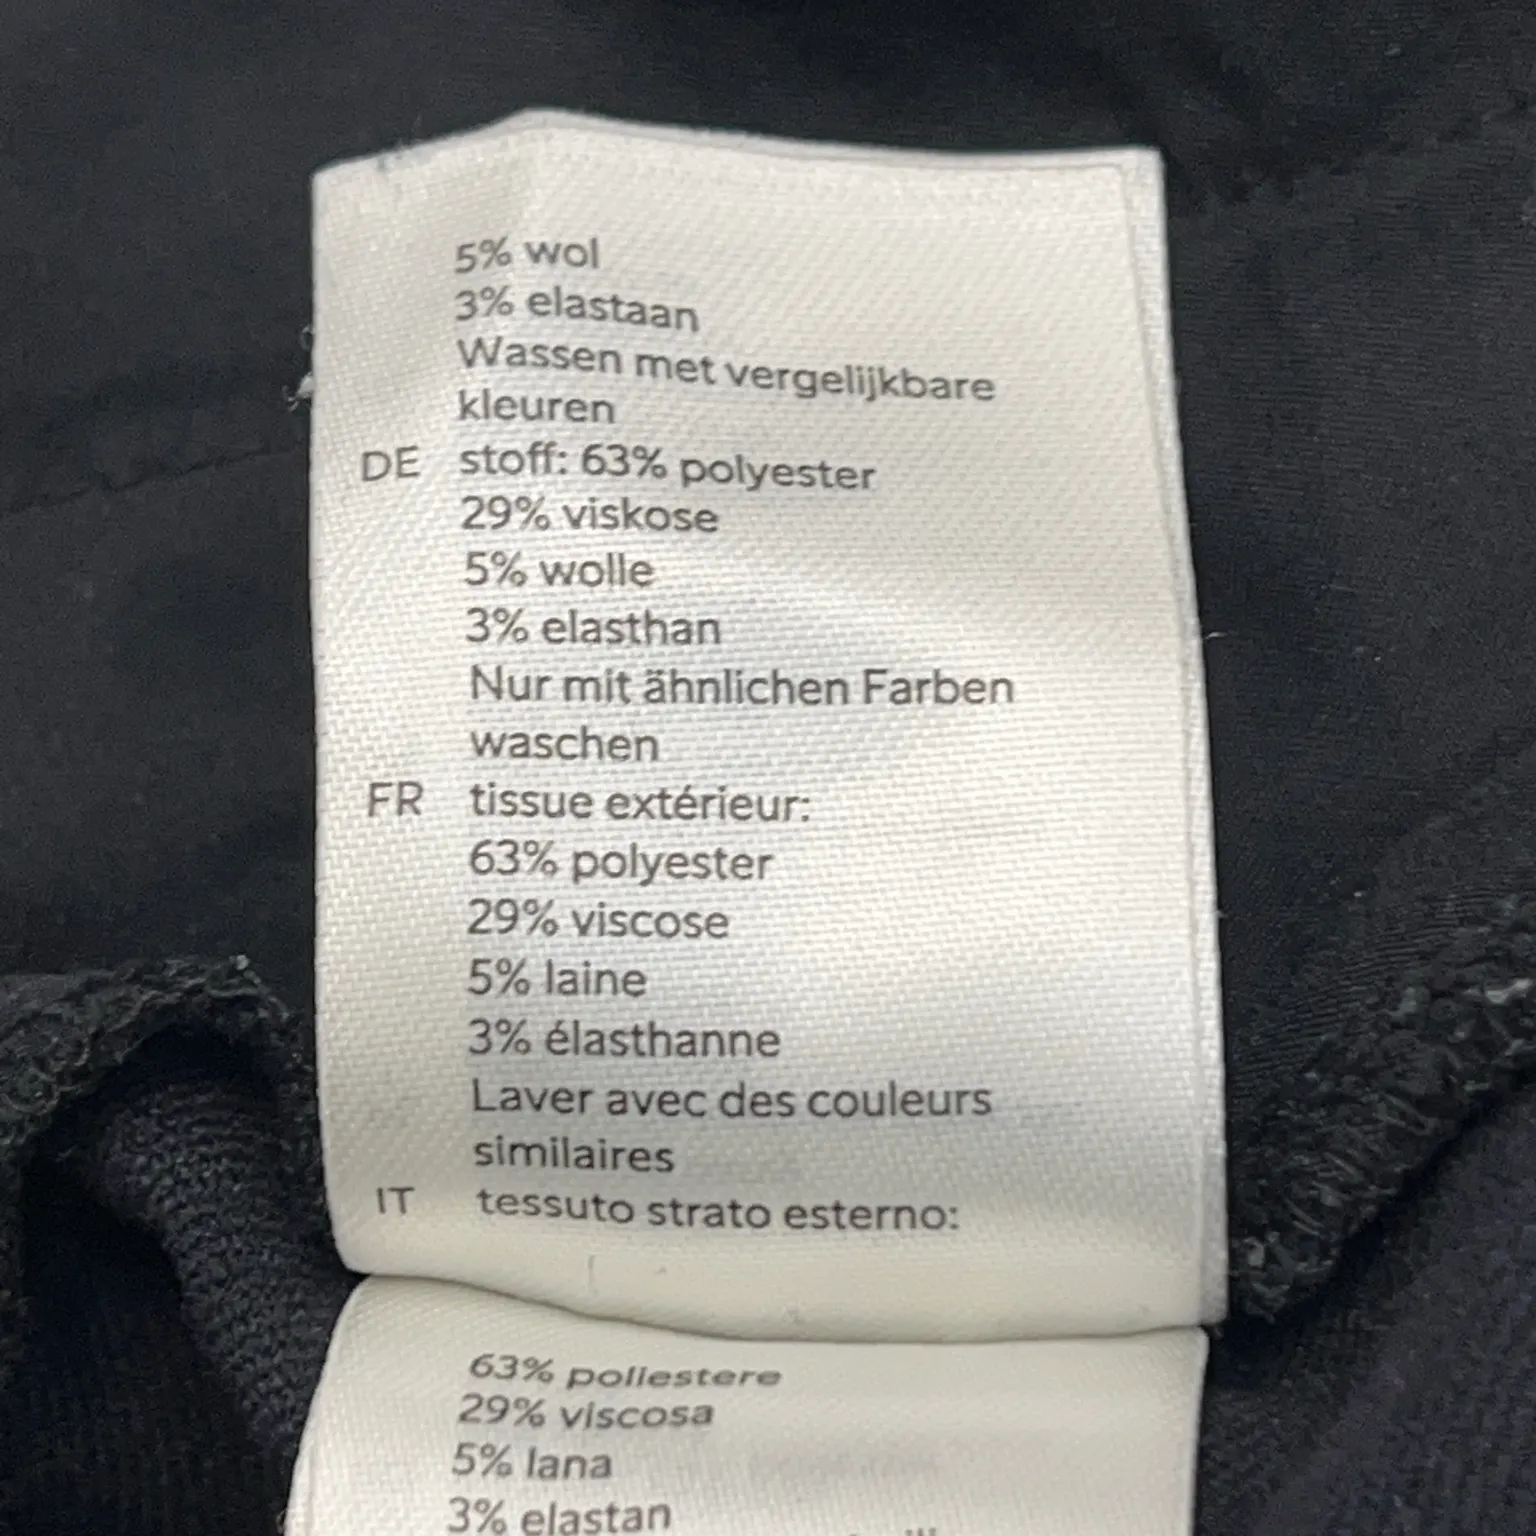 5% wol
3% elastaan
Wassen met vergelijkbare
kleuren
DE stoff: 63% polyester
29% viskose
5% wolle
3% elasthan
Nur mit ähnlichen Farben
waschen
FR tissue extérieur:
63% polyester
29% viscose
5% laine
3% élasthanne
Laver avec des couleurs
similaires
IT tessuto strato esterno:
63% poliestere
29% viscosa
5% lana
3% elastan